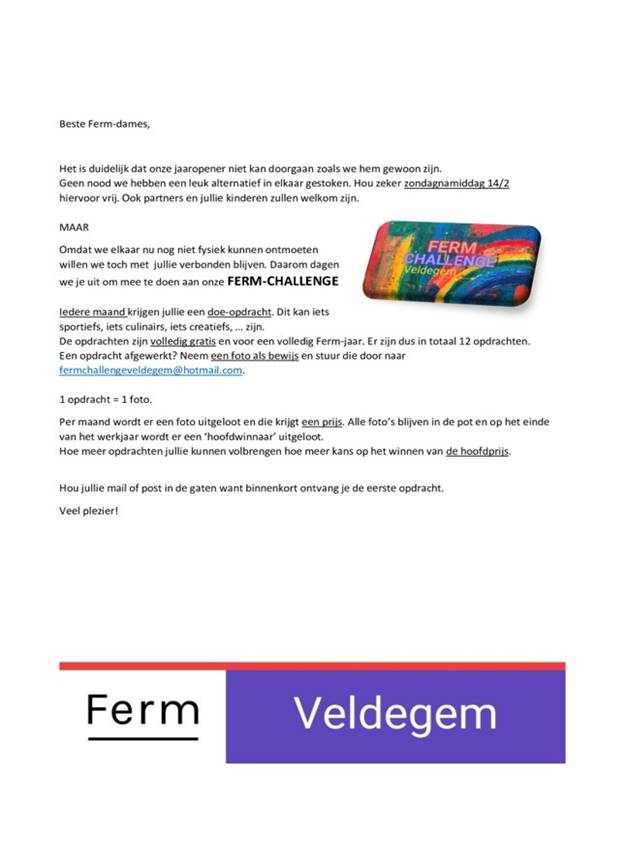 Beste Ferm-dames,
Het is duidelijk dat onze jaaropener niet kan doorgaan zoals we hem gewoon zijn.
Geen nood we hebben een leuk alternatief in elkaar gestoken. Hou zeker zondagnamiddag 14/2
hiervoor vrij. Ook partners en jullie kinderen zullen welkom zijn.
MAAR
Omdat we elkaar nu nog niet fysiek kunnen ontmoeten
willen we toch met jullie verbonden blijven. Daarom dagen
we je uit om mee te doen aan onze FERM-CHALLENGE
FERM
CHALLENGE
Veldegem
Iedere maand krijgen jullie een doe-opdracht. Dit kan iets
sportiefs, iets culinairs, iets creatiefs, ... zijn.
De opdrachten zijn volledig gratis en voor een volledig Ferm-jaar. Er zijn dus in totaal 12 opdrachten.
Een opdracht afgewerkt? Neem een foto als bewijs en stuur die door naar
fermchallengeveldegem@hotmail.com.
1 opdracht = 1 foto.
Per maand wordt er een foto uitgeloot en die krijgt een prijs. Alle foto's blijven in de pot en op het einde
van het werkjaar wordt er een 'hoofdwinnaar' uitgeloot.
Hoe meer opdrachten jullie kunnen volbrengen hoe meer kans op het winnen van de hoofdprijs.
Hou jullie mail of post in de gaten want binnenkort ontvang je de eerste opdracht.
Veel plezier!
Ferm
Veldegem